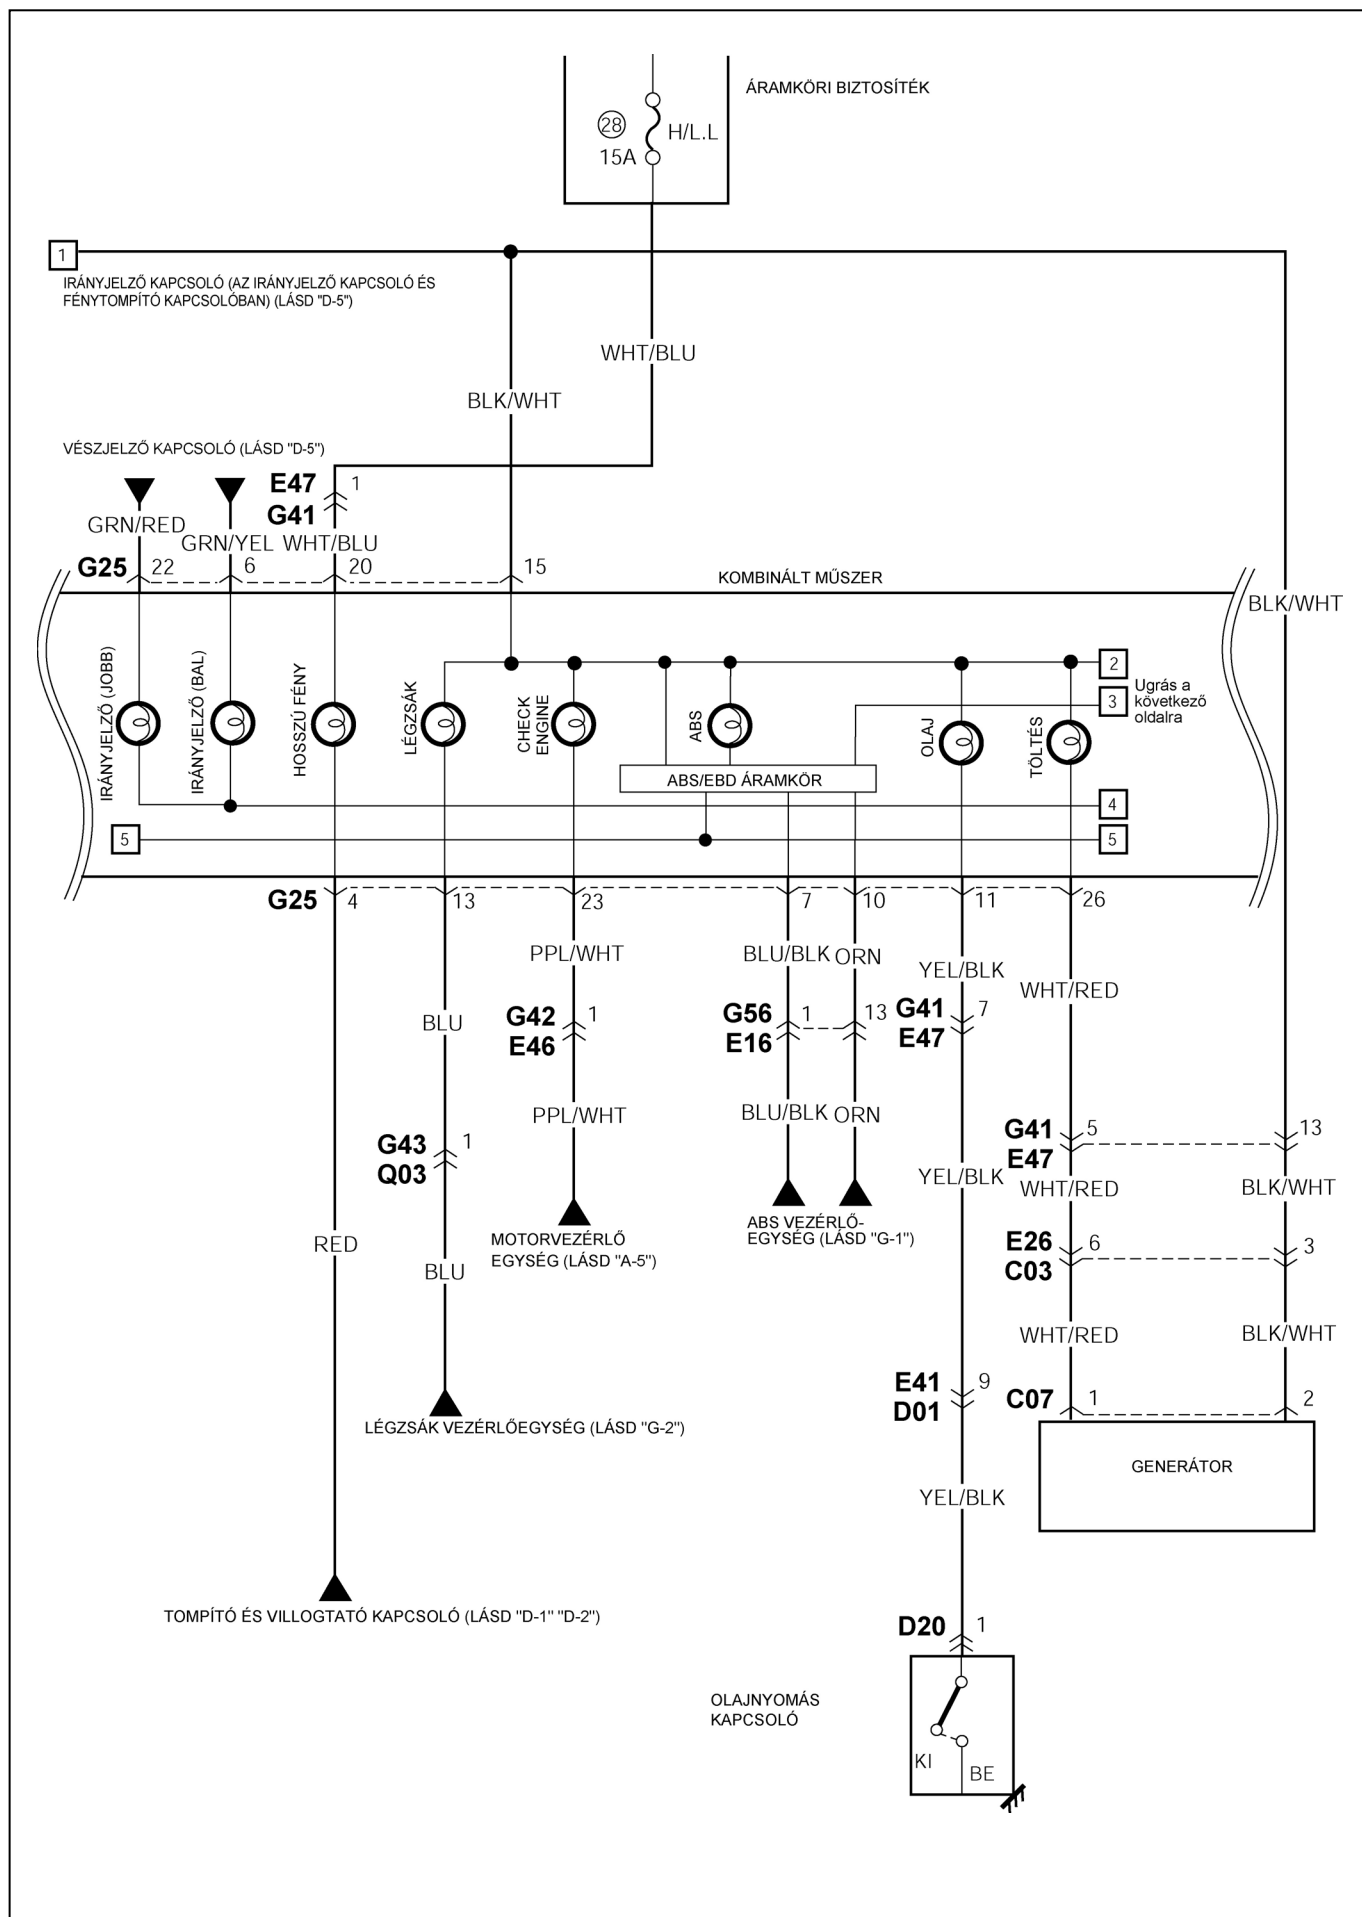 ÁRAMKÖRI BIZTOSÍTÉK
28
H/L.L
15A
1
IRÁNYJELZŐ KAPCSOLÓ (AZ IRÁNYJELZŐ KAPCSOLÓ ÉS
FÉNYTOMPÍTÓ KAPCSOLÓBAN) (LÁSD "D-5")
WHT/BLU
BLK/WHT
VÉSZJELZŐ KAPCSOLÓ (LÁSD "D-5")
E47
1
G41
GRN/RED
GRN/YEL
WHT/BLU
G25
22
6
20
15
KOMBINÁLT MŰSZER
BLK/WHT
IRÁNYJELZŐ (JOBB)
IRÁNYJELZŐ (BAL)
HOSSZÚ FÉNY
LÉGZSÁK
CHECK
ENGINE
ABS
OLAJ
TÖLTÉS
2
3
Ugrás a
következő
oldalra
ABS/EBD ÁRAMKÖR
4
5
5
G25
4
13
23
7
10
11
26
PPL/WHT
BLU/BLK
ORN
YEL/BLK
WHT/RED
BLU
G42
1
E46
G56
1
13
E16
G41
7
E47
PPL/WHT
BLU/BLK
ORN
G43
1
Q03
G41
5
13
E47
YEL/BLK
WHT/RED
BLK/WHT
RED
BLU
MOTORVEZÉRLŐ
EGYSÉG (LÁSD "A-5")
ABS VEZÉRLŐ-
EGYSÉG (LÁSD "G-1")
E26
6
3
C03
WHT/RED
BLK/WHT
E41
9
D01
C07
1
2
LÉGZSÁK VEZÉRLŐEGYSÉG (LÁSD "G-2")
GENERÁTOR
YEL/BLK
TOMPÍTÓ ÉS VILLOGTATÓ KAPCSOLÓ (LÁSD "D-1" "D-2")
D20
1
OLAJNYOMÁS
KAPCSOLÓ
KI
BE